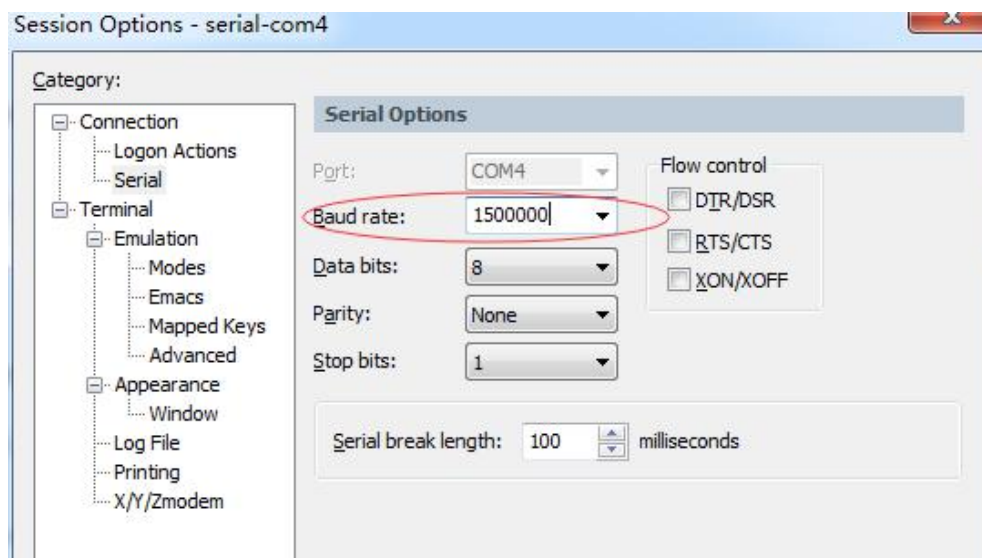 Session Options - serial-com4
Category:
Connection
Logon Actions
Serial
Terminal
Emulation
Modes
Emacs
Mapped Keys
Advanced
Appearance
Window
Log File
Printing
X/Y/Zmodem
Serial Options
Port: COM4
Baud rate: 1500000
Data bits: 8
Parity: None
Stop bits: 1
Flow control
DTR/DSR
RTS/CTS
XON/XOFF
Serial break length: 100 milliseconds